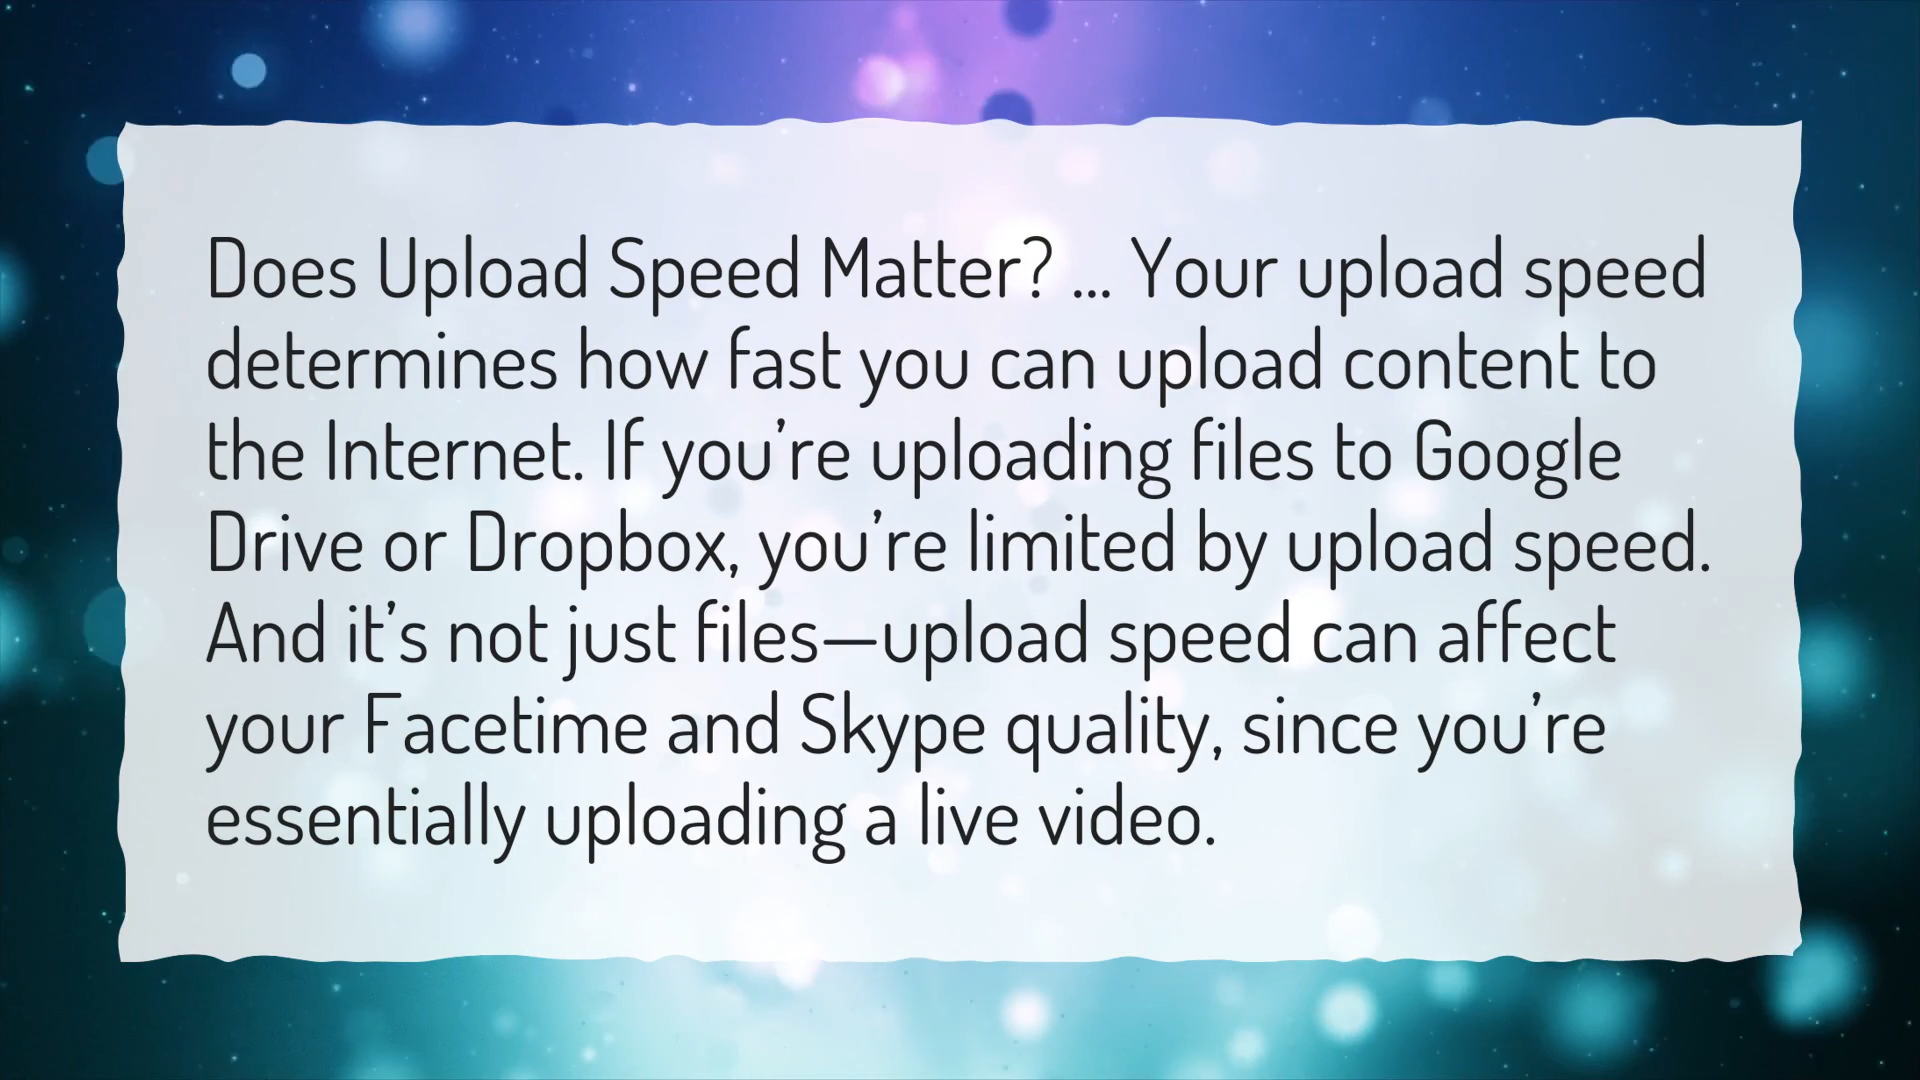 Does Upload Speed Matter? ... Your upload speed
determines how fast you can upload content to
the Internet. If you’re uploading files to Google
Drive or Dropbox, you’re limited by upload speed.
And it’s not just files—upload speed can affect
your Facetime and Skype quality, since you’re
essentially uploading a live video.